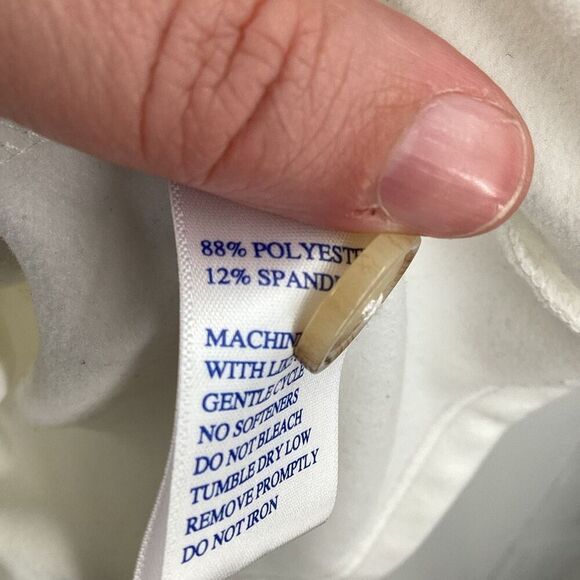 88% POLYEST
12% SPAND
MACHIN
WITH LI
GENTLE CYCLE
NO SOFTENERS
DO NOT BLEACH
TUMBLE DRY LOW
REMOVE PROMPTLY
DO NOT IRON